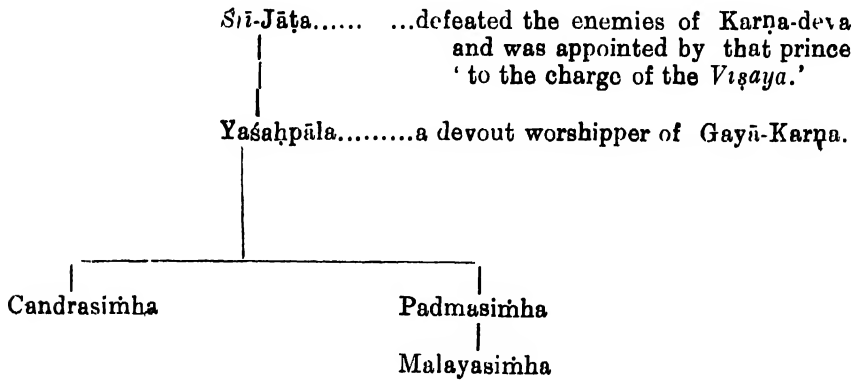 Śrī-Jāṭa...... ...defeated the enemies of Karṇa-deva
and was appointed by that prince
‘ to the charge of the Viṣaya.’
Yaśaḥpāla.........a devout worshipper of Gayā-Karṇa.
Candrasiṁha Padmasiṁha
Malayasiṁha